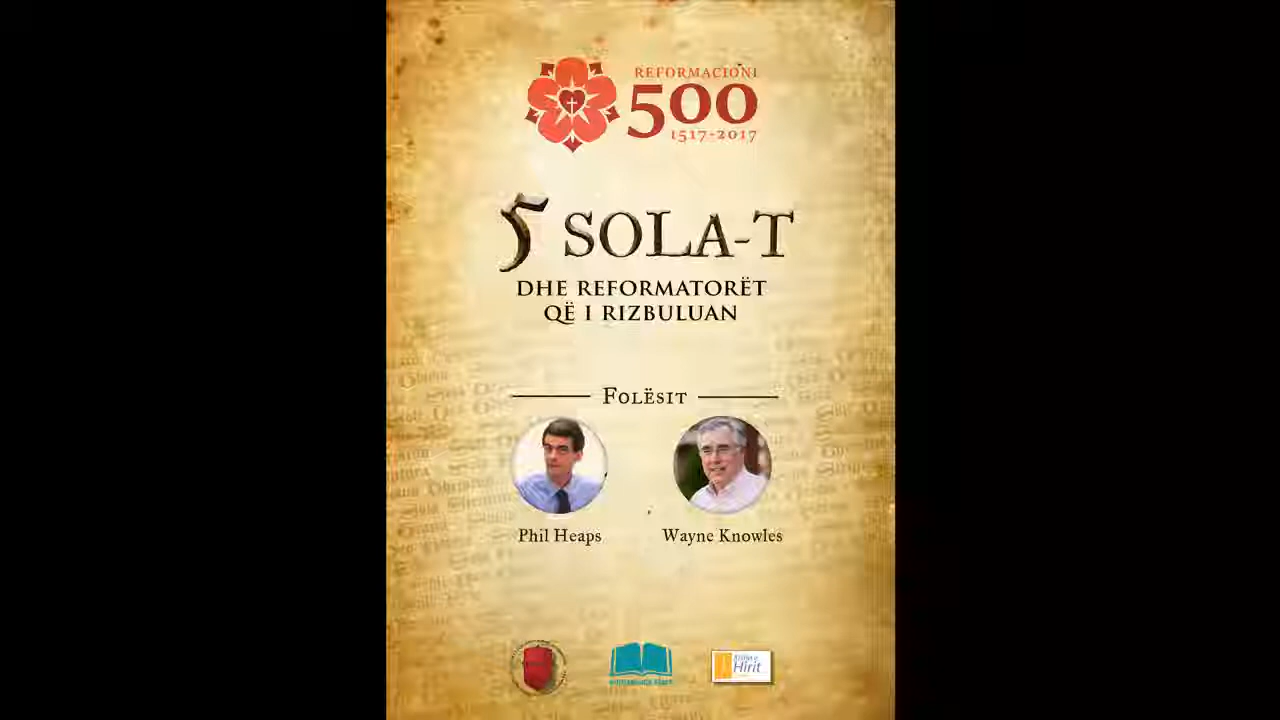 REFORMACIONI
500
1517-2017
5 SOLA-T
DHE REFORMATORËT
QË I RIZBULUAN
FOLËSIT
Phil Heaps
Wayne Knowles
Hirit